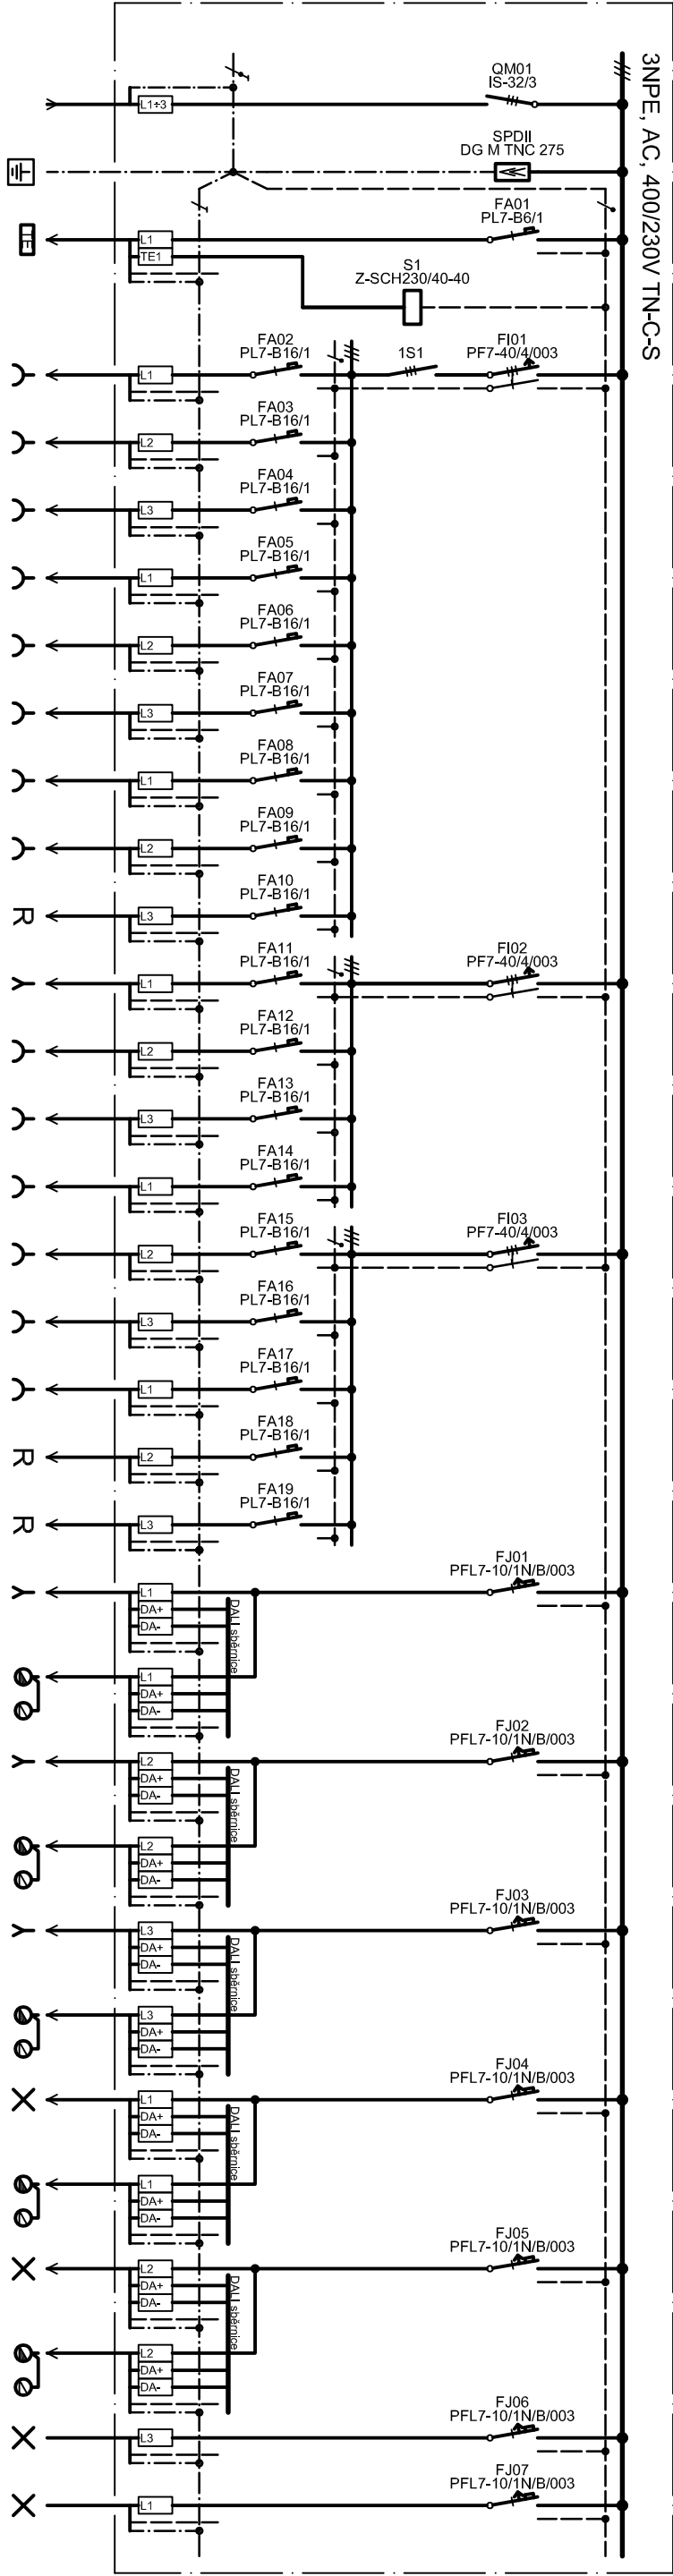 3NPE, AC, 400/230V TN-C-S
QM01
IS-32/3
L1÷3
SPDII
DG M TNC 275
FA01
PL7-B6/1
TE
L1
TE1
S1
Z-SCH230/40-40
FA02
PL7-B16/1
1S1
FI01
PF7-40/4/003
L1
FA03
PL7-B16/1
L2
FA04
PL7-B16/1
L3
FA05
PL7-B16/1
L1
FA06
PL7-B16/1
L2
FA07
PL7-B16/1
L3
FA08
PL7-B16/1
L1
FA09
PL7-B16/1
L2
FA10
PL7-B16/1
R
L3
FA11
PL7-B16/1
FI02
PF7-40/4/003
L1
FA12
PL7-B16/1
L2
FA13
PL7-B16/1
L3
FA14
PL7-B16/1
L1
FA15
PL7-B16/1
FI03
PF7-40/4/003
L2
FA16
PL7-B16/1
L3
FA17
PL7-B16/1
L1
FA18
PL7-B16/1
R
L2
FA19
PL7-B16/1
R
L3
FJ01
PFL7-10/1N/B/003
L1
DA+
DA-
DALI sběrnice
L1
DA+
DA-
FJ02
PFL7-10/1N/B/003
L2
DA+
DA-
DALI sběrnice
L2
DA+
DA-
FJ03
PFL7-10/1N/B/003
L3
DA+
DA-
DALI sběrnice
L3
DA+
DA-
FJ04
PFL7-10/1N/B/003
L1
DA+
DA-
DALI sběrnice
L1
DA+
DA-
FJ05
PFL7-10/1N/B/003
L2
DA+
DA-
DALI sběrnice
L2
DA+
DA-
FJ06
PFL7-10/1N/B/003
L3
FJ07
PFL7-10/1N/B/003
L1